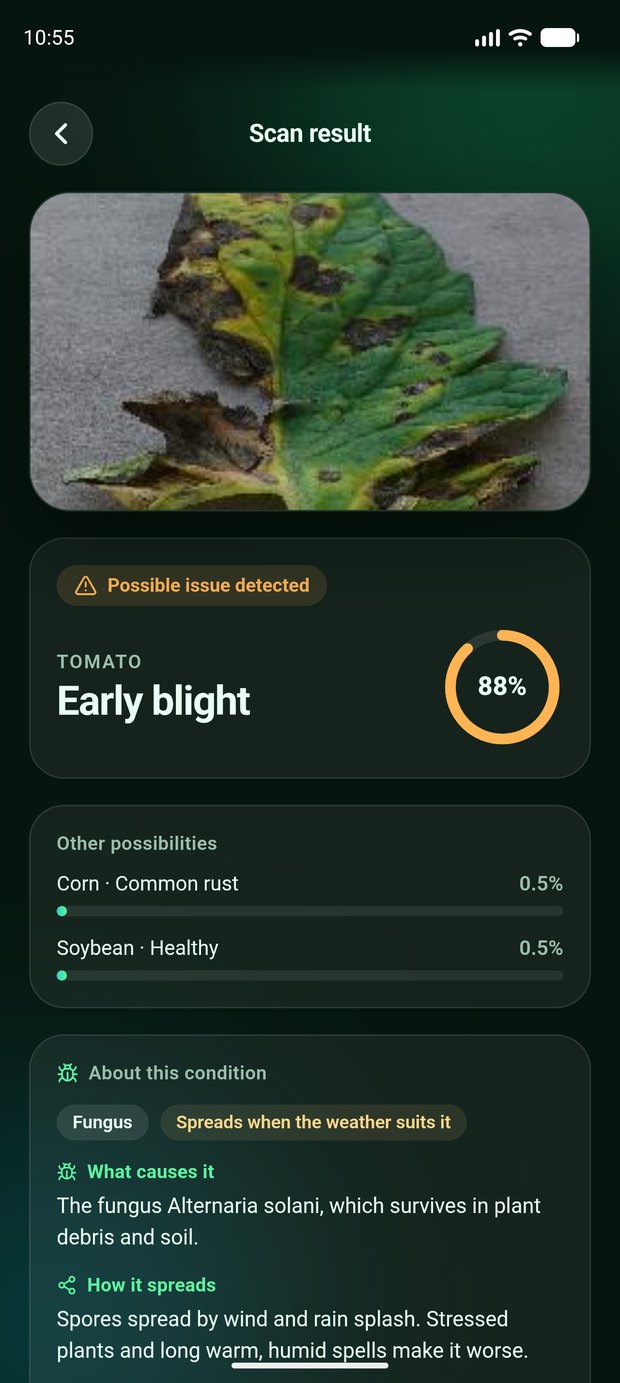 10:55
Scan result
Possible issue detected
TOMATO
Early blight
88%
Other possibilities
Corn · Common rust 0.5%
Soybean · Healthy 0.5%
About this condition
Fungus Spreads when the weather suits it
What causes it
The fungus Alternaria solani, which survives in plant
debris and soil.
How it spreads
Spores spread by wind and rain splash. Stressed
plants and long warm, humid spells make it worse.